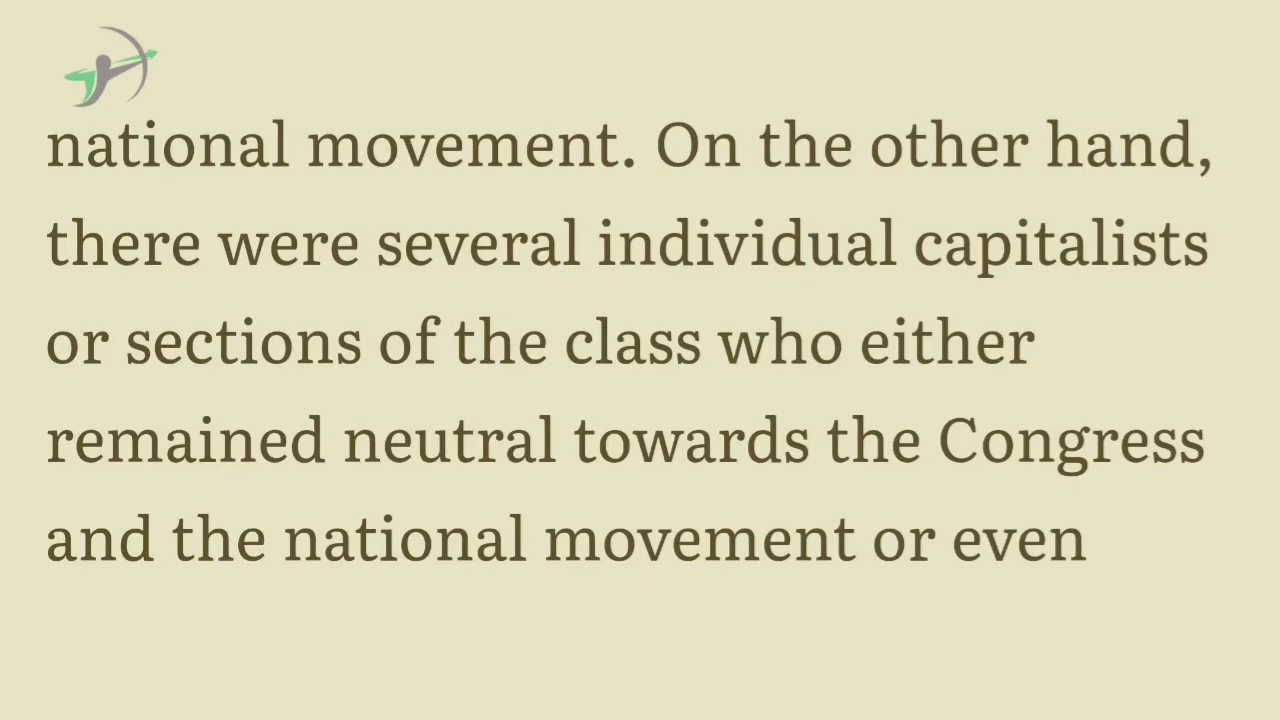 national movement. On the other hand,
there were several individual capitalists
or sections of the class who either
remained neutral towards the Congress
and the national movement or even